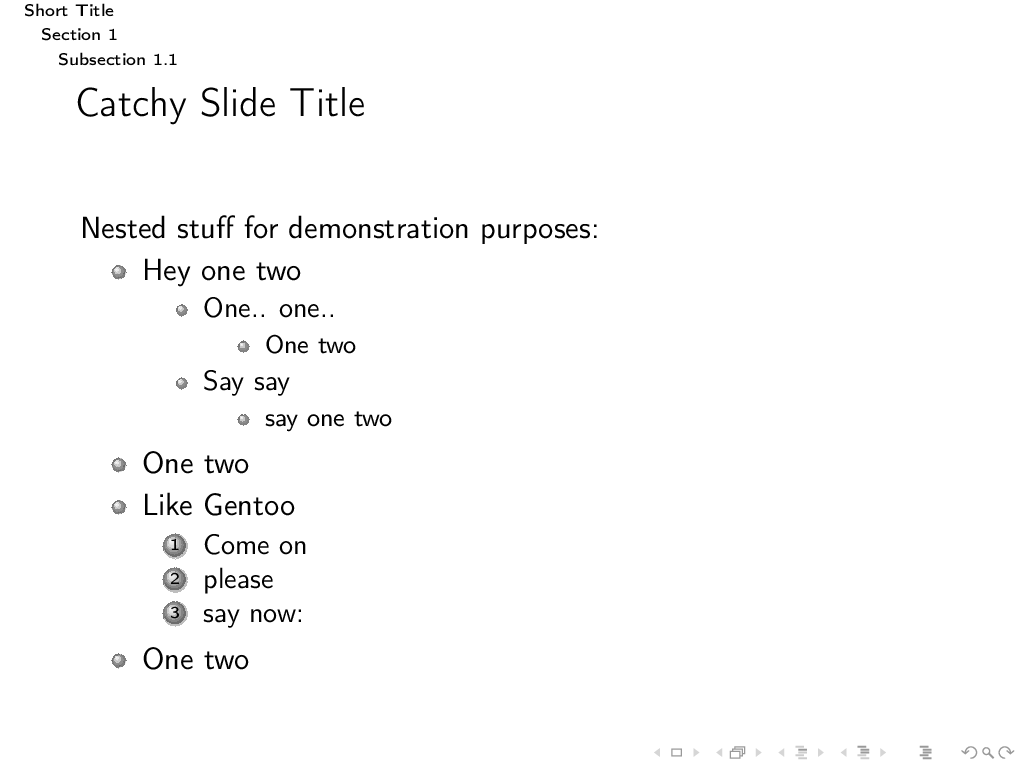 Short Title
Section 1
Subsection 1.1
Catchy Slide Title
Nested stuff for demonstration purposes:
Hey one two
One.. one..
One two
Say say
say one two
One two
Like Gentoo
1 Come on
2 please
3 say now:
One two